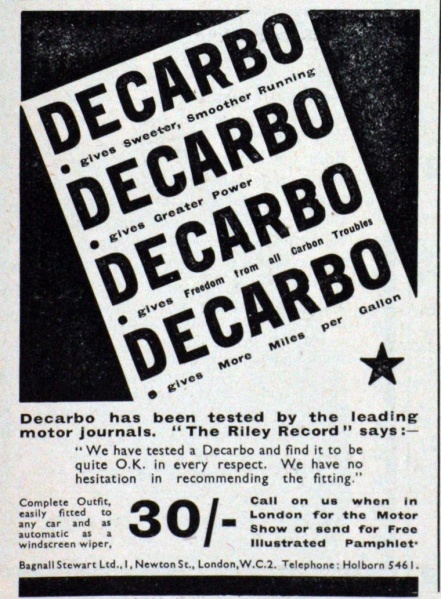 DECARBO
• gives Sweeter, Smoother Running
DECARBO
• gives Greater Power
DECARBO
• gives Freedom from all Carbon Troubles
DECARBO
• gives More Miles per Gallon
Decarbo has been tested by the leading
motor journals. "The Riley Record" says:—
"We have tested a Decarbo and find it to be
quite O.K. in every respect. We have no
hesitation in recommending the fitting."
Complete Outfit,
easily fitted to
any car and as
automatic as a
windscreen wiper,
30/-
Call on us when in
London for the Motor
Show or send for Free
Illustrated Pamphlet.
Bagnall Stewart Ltd., 1, Newton St., London, W.C.2. Telephone: Holborn 5461.